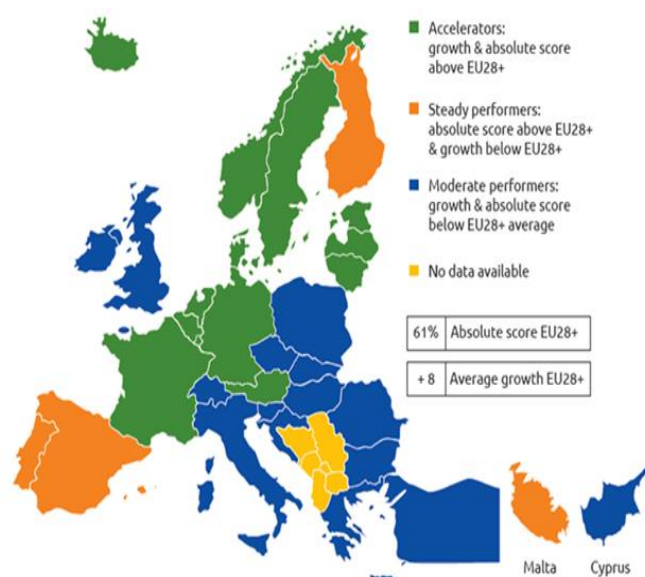 Accelerators:
growth & absolute score
above EU28+
Steady performers:
absolute score above EU28+
& growth below EU28+
Moderate performers:
growth & absolute score
below EU28+ average
No data available
61% Absolute score EU28+
+ 8 Average growth EU28+
Malta Cyprus